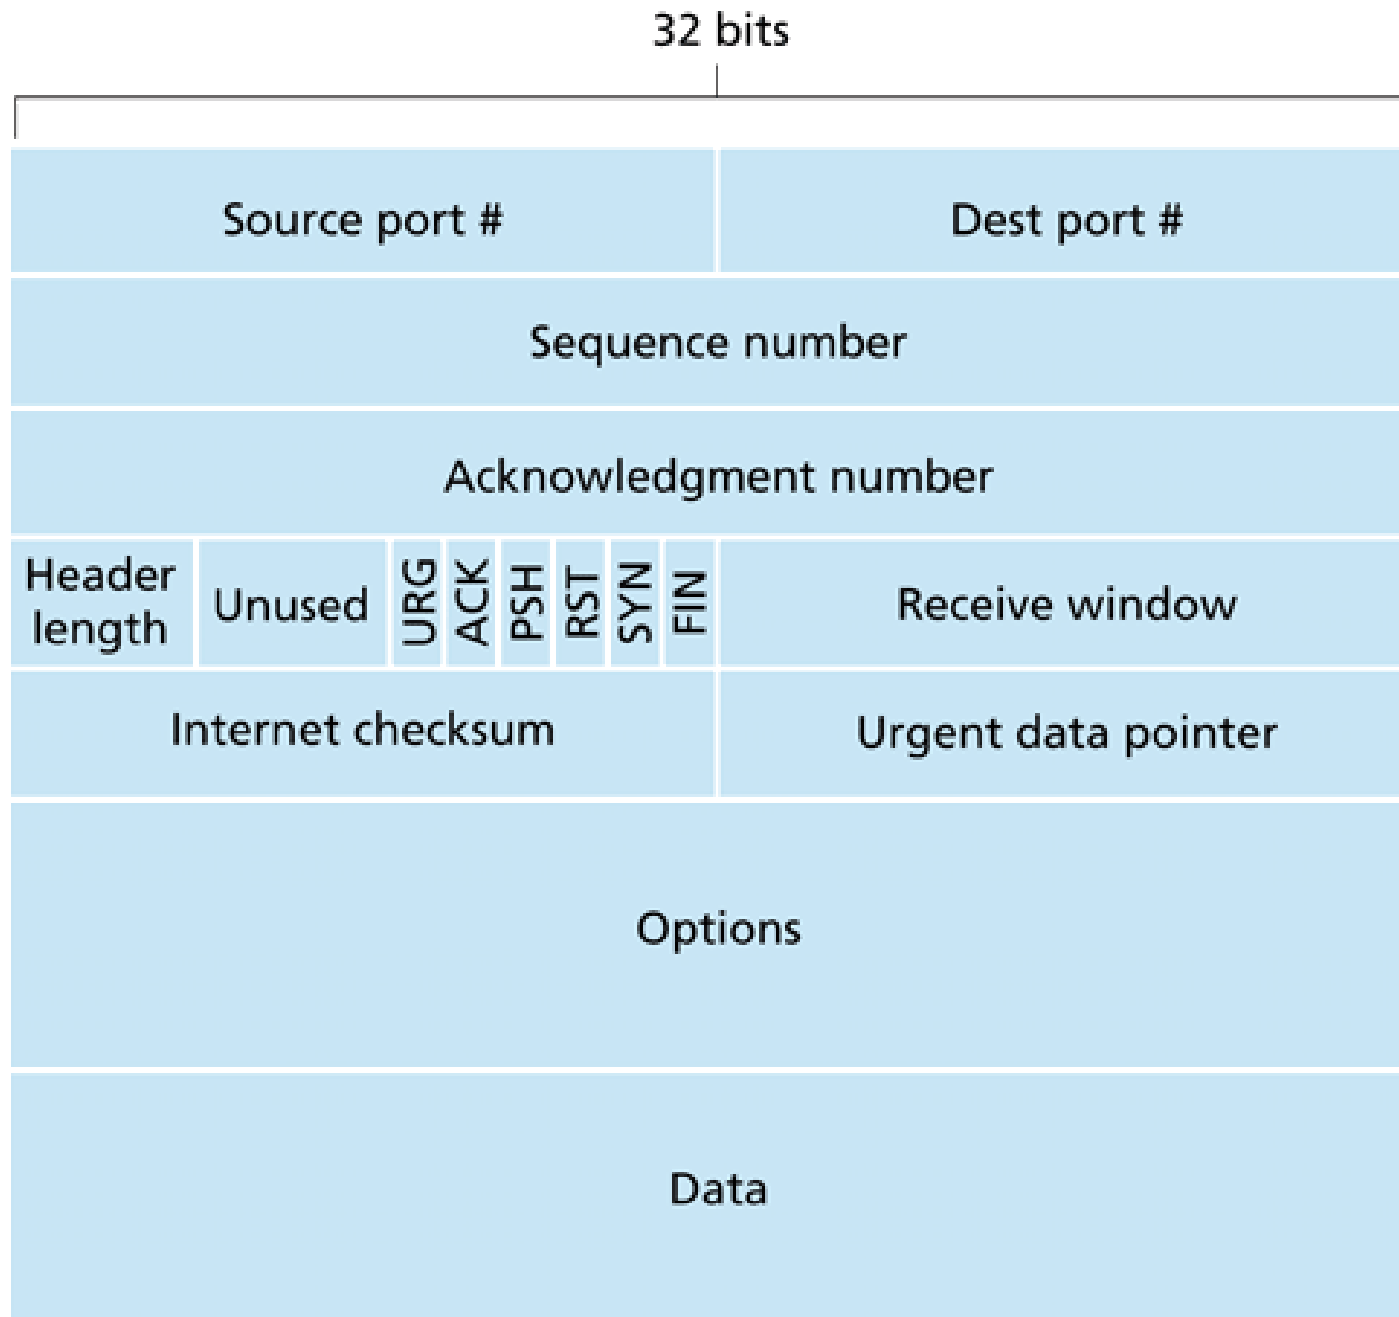 32 bits
Source port #
Dest port #
Sequence number
Acknowledgment number
Header
length
Unused
URG
ACK
PSH
RST
SYN
FIN
Receive window
Internet checksum
Urgent data pointer
Options
Data